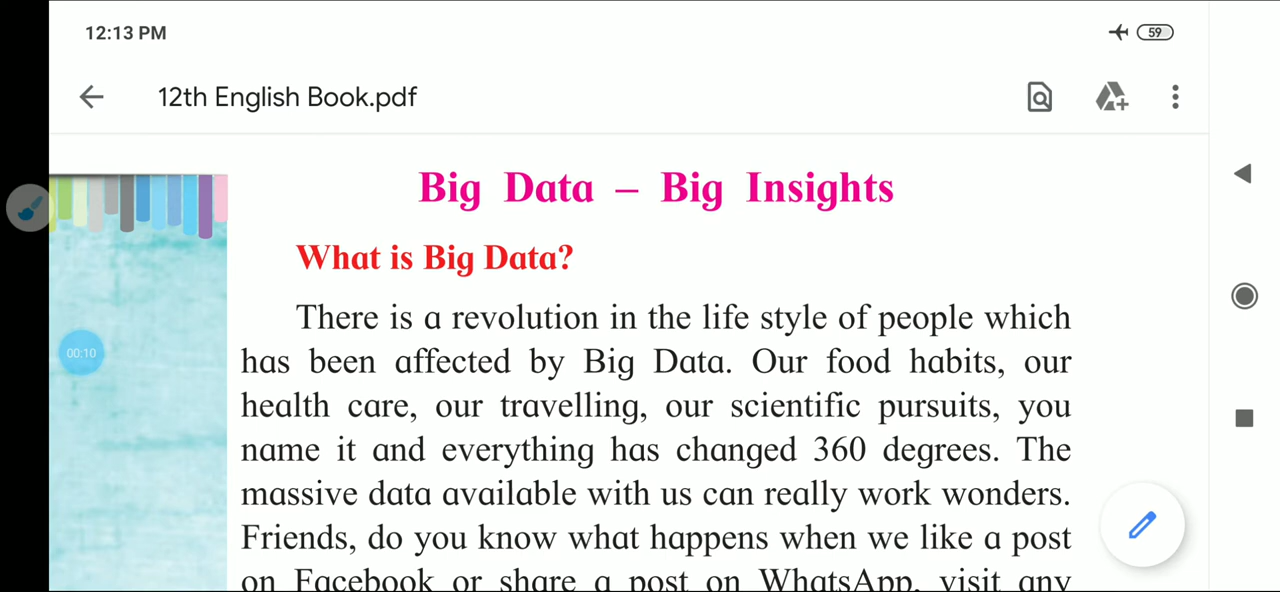 12:13 PM
59
12th English Book.pdf
Big Data – Big Insights
What is Big Data?
00:10
There is a revolution in the life style of people which
has been affected by Big Data. Our food habits, our
health care, our travelling, our scientific pursuits, you
name it and everything has changed 360 degrees. The
massive data available with us can really work wonders.
Friends, do you know what happens when we like a post
on Facebook or share a post on WhatsApp, visit any